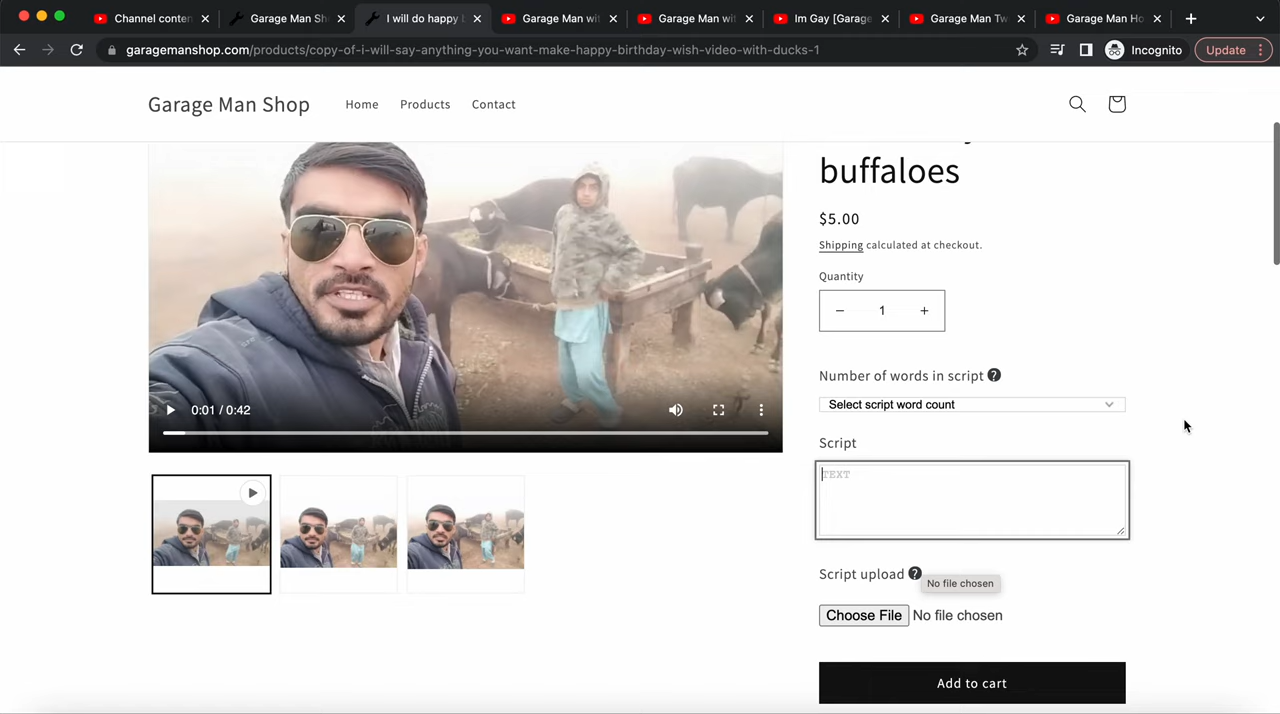 Channel conten
Garage Man Sh
I will do happy b
Garage Man wi
Garage Man wi
Im Gay [Garage
Garage Man Tw
Garage Man Ho
garagemanshop.com/products/copy-of-i-will-say-anything-you-want-make-happy-birthday-wish-video-with-ducks-1
Incognito
Update
Garage Man Shop
Home
Products
Contact
buffaloes
$5.00
Shipping calculated at checkout.
Quantity
− 1 +
Number of words in script ?
Select script word count
0:01 / 0:42
Script
TEXT
Script upload ?
No file chosen
Choose File No file chosen
Add to cart